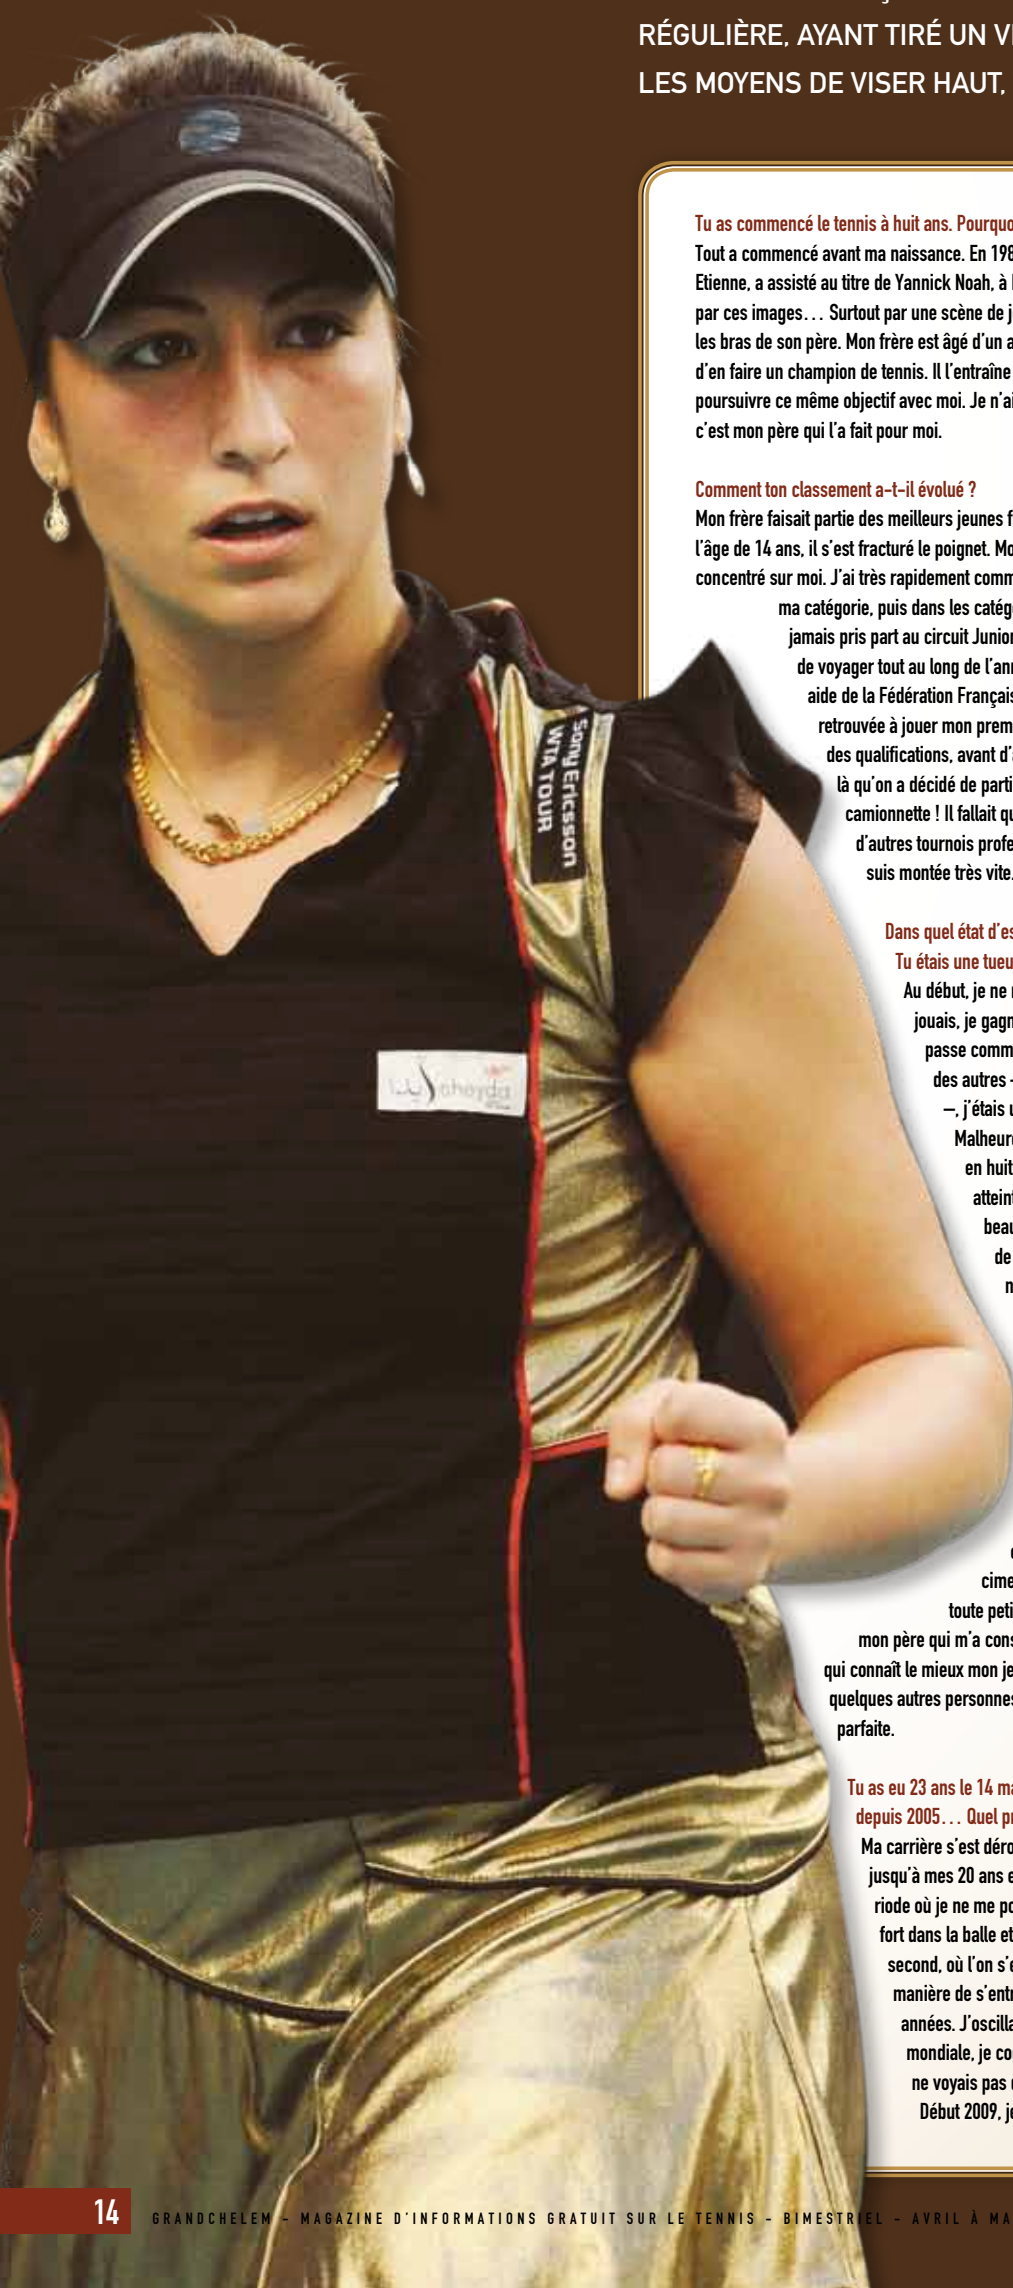 RÉGULIÈRE, AYANT TIRÉ UN
LES MOYENS DE VISER HAUT,
Tu as commencé le tennis à huit ans. Pourquo
Tout a commencé avant ma naissance. En 198
Etienne, a assisté au titre de Yannick Noah, à
par ces images… Surtout par une scène de j
les bras de son père. Mon frère est âgé d’un a
d’en faire un champion de tennis. Il l’entraîne
poursuivre ce même objectif avec moi. Je n’ai
c’est mon père qui l’a fait pour moi.
Comment ton classement a-t-il évolué ?
Mon frère faisait partie des meilleurs jeunes f
l’âge de 14 ans, il s’est fracturé le poignet. Mo
concentré sur moi. J’ai très rapidement comm
ma catégorie, puis dans les catég
jamais pris part au circuit Junior
de voyager tout au long de l’ann
aide de la Fédération Français
retrouvée à jouer mon prem
des qualifications, avant d’a
là qu’on a décidé de parti
camionnette ! Il fallait qu
d’autres tournois profe
suis montée très vite.
Dans quel état d’es
Tu étais une tueu
Au début, je ne
jouais, je gagn
passe comm
des autres –
–, j’étais u
Malheure
en huit
atteint
beau
de
n
cime
toute peti
mon père qui m’a cons
qui connaît le mieux mon je
quelques autres personnes
parfaite.
Tu as eu 23 ans le 14 ma
depuis 2005… Quel pr
Ma carrière s’est déro
jusqu’à mes 20 ans e
riode où je ne me po
fort dans la balle et
second, où l’on s’e
manière de s’entr
années. J’oscilla
mondiale, je co
ne voyais pas
Début 2009, je
Sony Ericsson
WTA TOUR
14
GRANDCHELEM - MAGAZINE D’INFORMATIONS GRATUIT SUR LE TENNIS - BIMESTRIEL - AVRIL À MA